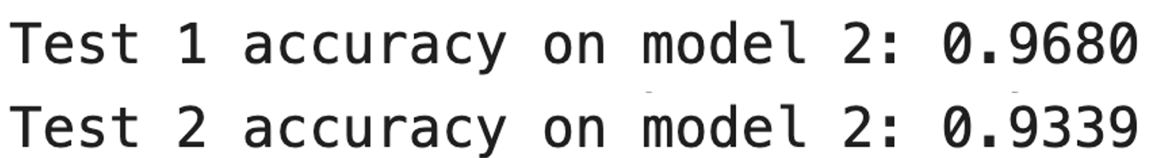 Test 1 accuracy on model 2: 0.9680
Test 2 accuracy on model 2: 0.9339